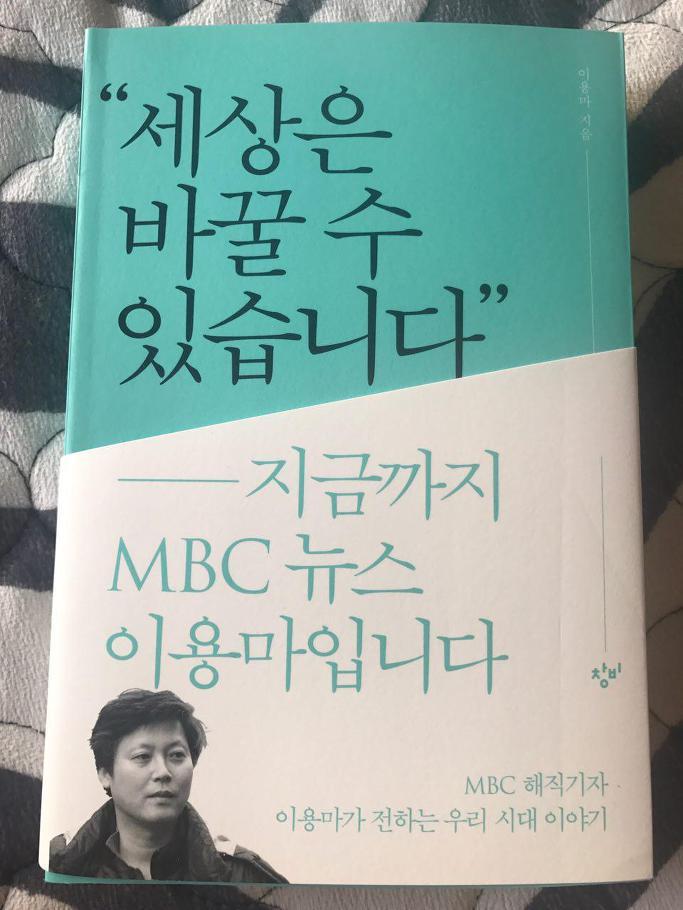 “세상은
바꿀 수
있습니다”
이용마 지음
지금까지
MBC 뉴스
이용마입니다
창비
MBC 해직기자
이용마가 전하는 우리 시대 이야기